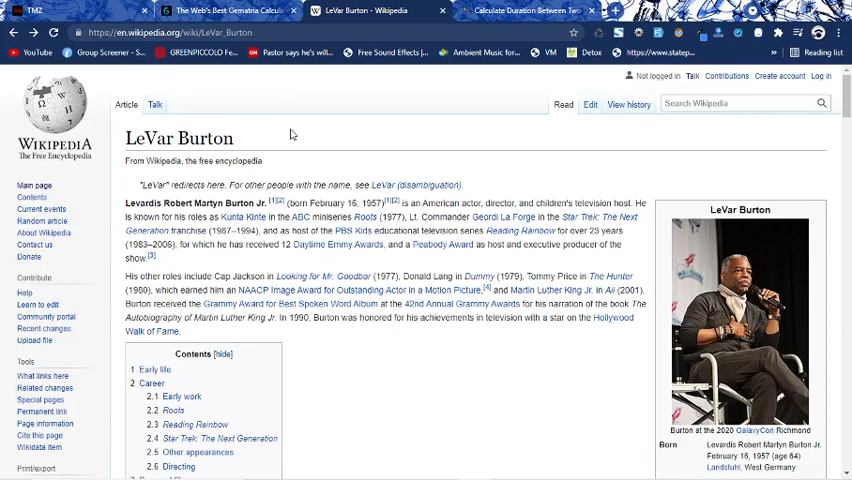 TMZ
The Web's Best Gematria Calcula
LeVar Burton - Wikipedia
Calculate Duration Between Two
https://en.wikipedia.org/wiki/LeVar_Burton
YouTube
Group Screener - S...
GREENPICCOLO Fe...
Pastor says he's will...
Free Sound Effects |...
Ambient Music for...
VM
Detox
https://www.statep...
Reading list
Not logged in Talk Contributions Create account Log in
Article Talk
Read Edit View history
Search Wikipedia
WIKIPEDIA
The Free Encyclopedia
Main page
Contents
Current events
Random article
About Wikipedia
Contact us
Donate
Contribute
Help
Learn to edit
Community portal
Recent changes
Upload file
Tools
What links here
Related changes
Special pages
Permanent link
Page information
Cite this page
Wikidata item
Print/export
LeVar Burton
From Wikipedia, the free encyclopedia
"LeVar" redirects here. For other people with the name, see LeVar (disambiguation).
Levardis Robert Martyn Burton Jr. [1][2] (born February 16, 1957)[1][2] is an American actor, director, and children's television host. He
is known for his roles as Kunta Kinte in the ABC miniseries Roots (1977), Lt. Commander Geordi La Forge in the Star Trek: The Next
Generation franchise (1987–1994), and as host of the PBS Kids educational television series Reading Rainbow for over 23 years
(1983–2006), for which he has received 12 Daytime Emmy Awards, and a Peabody Award as host and executive producer of the
show.[3]
His other roles include Cap Jackson in Looking for Mr. Goodbar (1977), Donald Lang in Dummy (1979), Tommy Price in The Hunter
(1980), which earned him an NAACP Image Award for Outstanding Actor in a Motion Picture,[4] and Martin Luther King Jr. in Ali (2001).
Burton received the Grammy Award for Best Spoken Word Album at the 42nd Annual Grammy Awards for his narration of the book The
Autobiography of Martin Luther King Jr. In 1990, Burton was honored for his achievements in television with a star on the Hollywood
Walk of Fame.
Contents [hide]
1 Early life
2 Career
2.1 Early work
2.2 Roots
2.3 Reading Rainbow
2.4 Star Trek: The Next Generation
2.5 Other appearances
2.6 Directing
LeVar Burton
Burton at the 2020 GalaxyCon Richmond
Born Levardis Robert Martyn Burton Jr.
February 16, 1957 (age 64)
Landstuhl, West Germany